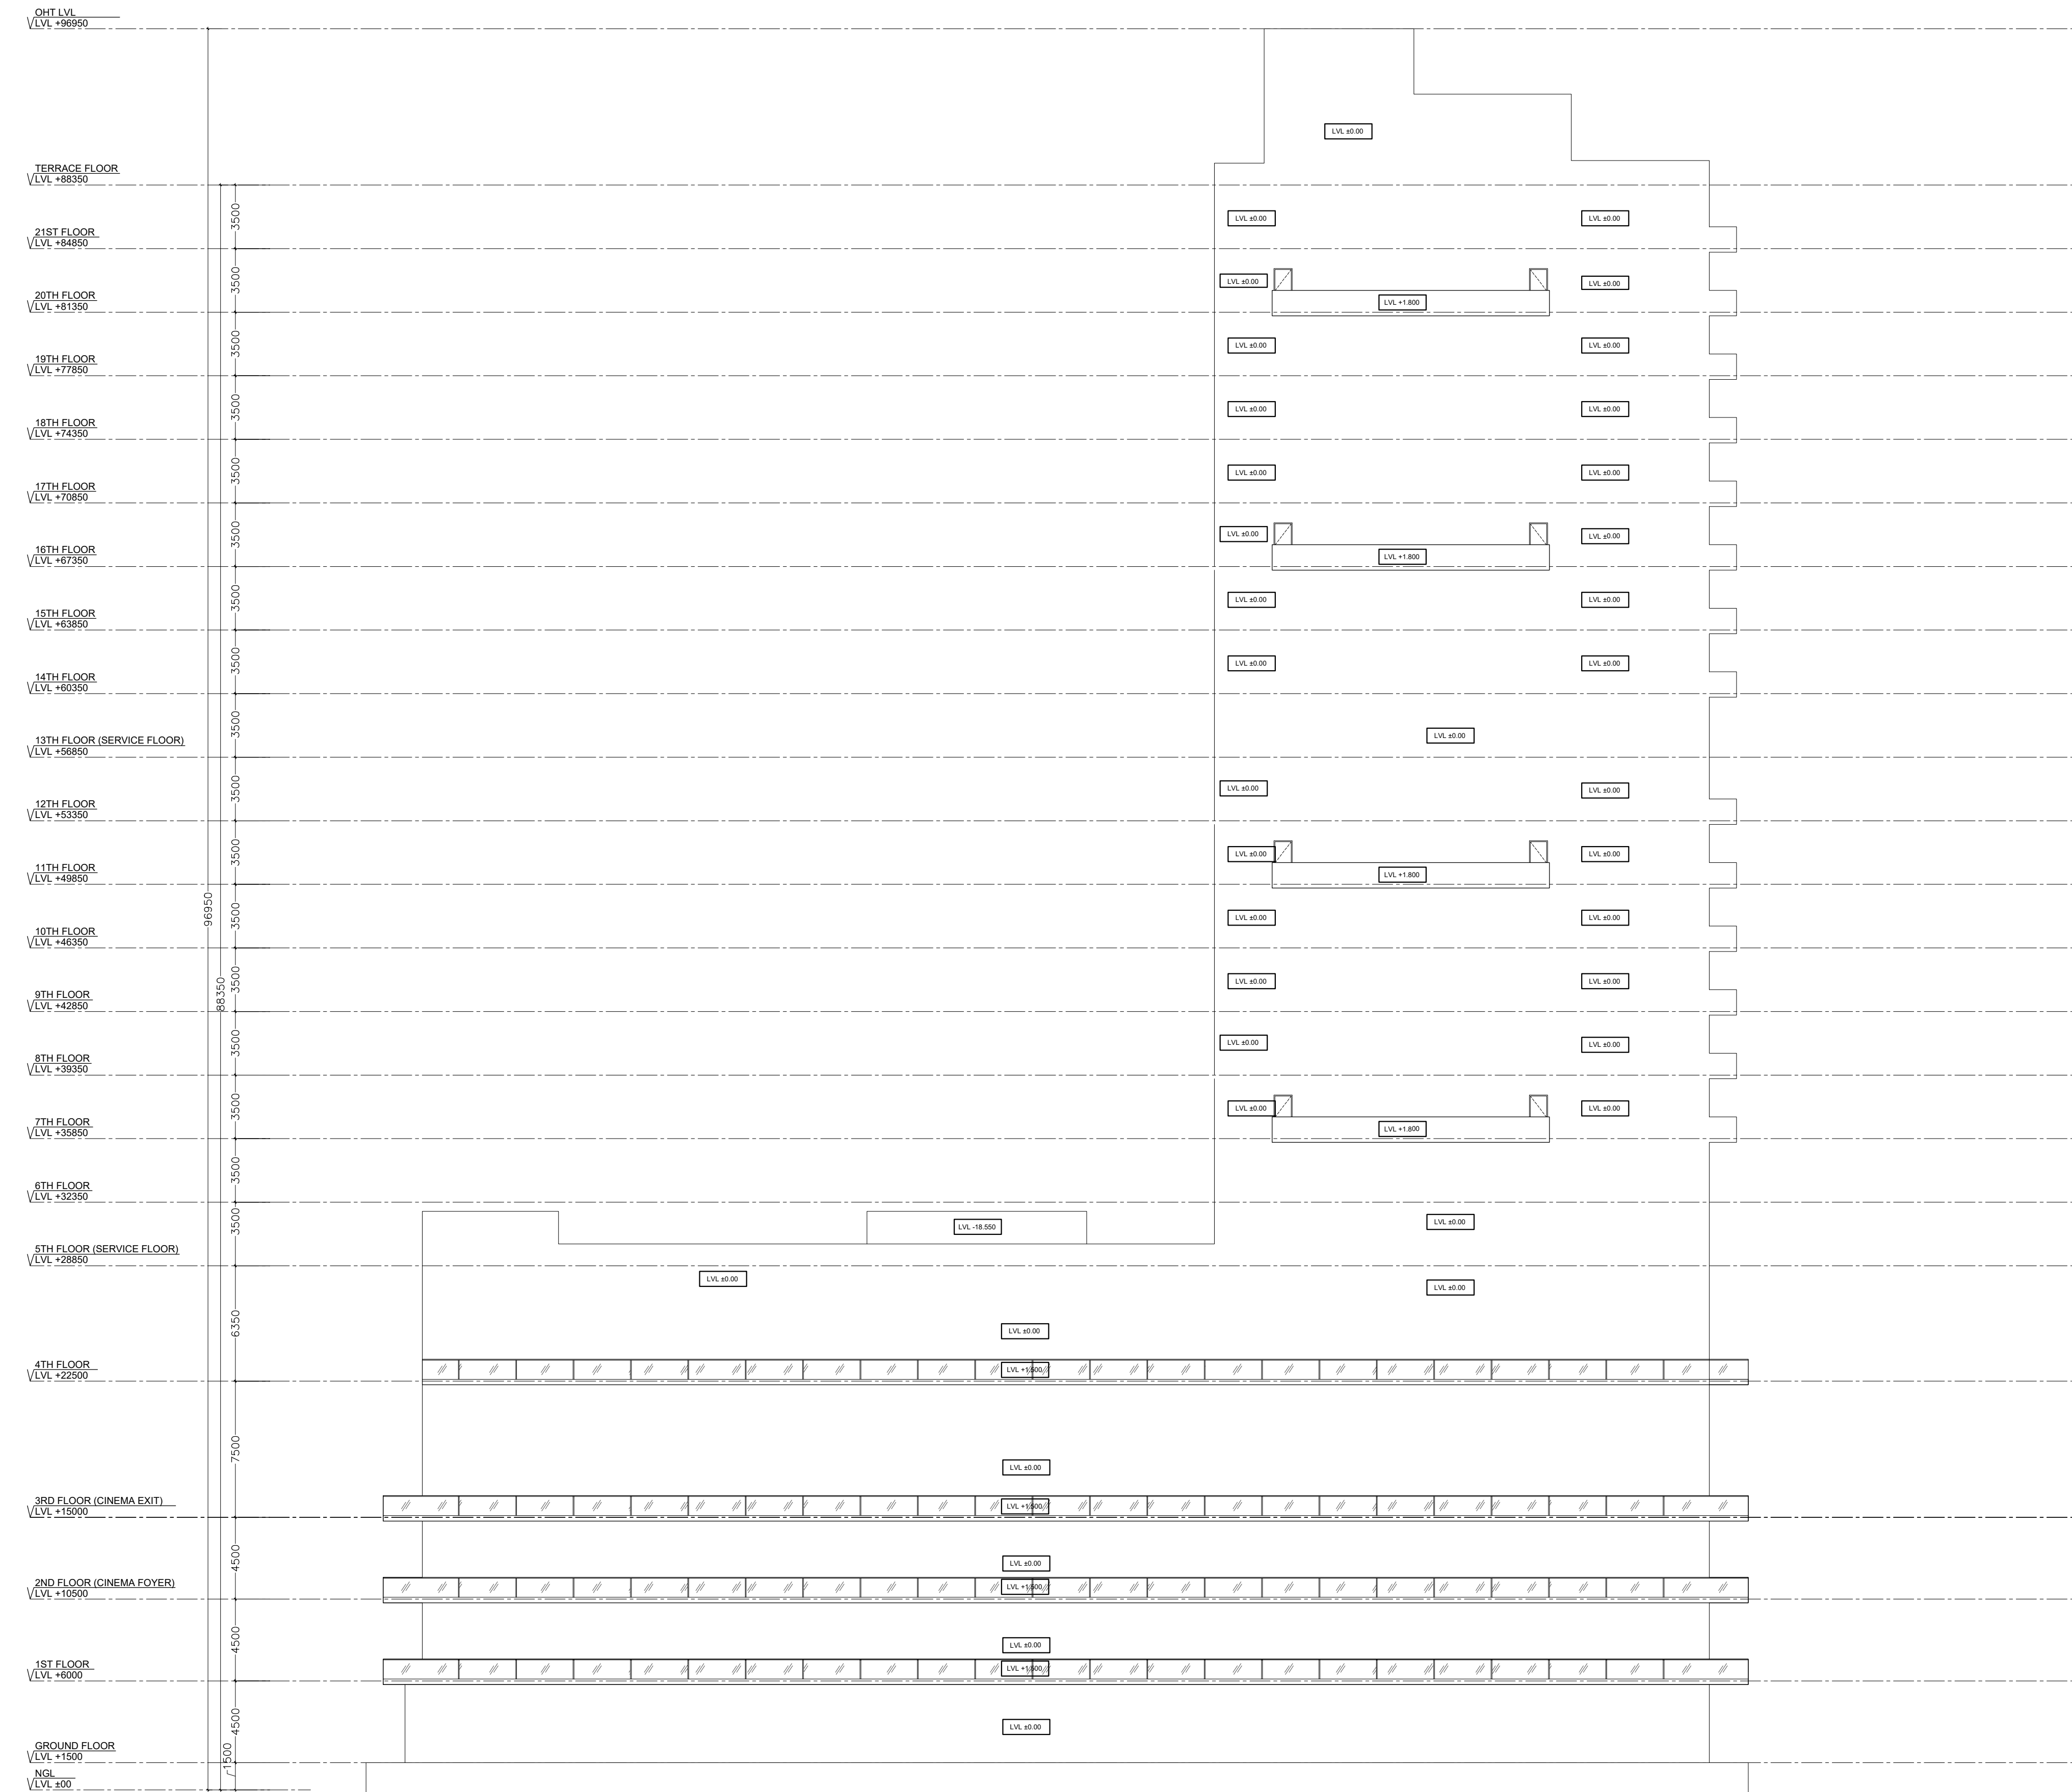 OHT LVL
LVL +96950
LVL ±0.00
TERRACE FLOOR
LVL +88350
3500
LVL ±0.00
LVL ±0.00
21ST FLOOR
LVL +84850
3500
LVL ±0.00
LVL ±0.00
20TH FLOOR
LVL +81350
LVL +1.800
3500
LVL ±0.00
LVL ±0.00
19TH FLOOR
LVL +77850
3500
LVL ±0.00
LVL ±0.00
18TH FLOOR
LVL +74350
3500
LVL ±0.00
LVL ±0.00
17TH FLOOR
LVL +70850
3500
LVL ±0.00
LVL ±0.00
16TH FLOOR
LVL +67350
LVL +1.800
3500
LVL ±0.00
LVL ±0.00
15TH FLOOR
LVL +63850
3500
LVL ±0.00
LVL ±0.00
14TH FLOOR
LVL +60350
3500
LVL ±0.00
13TH FLOOR (SERVICE FLOOR)
LVL +56850
3500
LVL ±0.00
LVL ±0.00
12TH FLOOR
LVL +53350
3500
LVL ±0.00
LVL ±0.00
11TH FLOOR
LVL +49850
LVL +1.800
96950
3500
LVL ±0.00
LVL ±0.00
10TH FLOOR
LVL +46350
88350
3500
LVL ±0.00
LVL ±0.00
9TH FLOOR
LVL +42850
3500
LVL ±0.00
LVL ±0.00
8TH FLOOR
LVL +39350
3500
LVL ±0.00
LVL ±0.00
7TH FLOOR
LVL +35850
LVL +1.800
3500
6TH FLOOR
LVL +32350
3500
LVL -18.550
LVL ±0.00
5TH FLOOR (SERVICE FLOOR)
LVL +28850
LVL ±0.00
LVL ±0.00
6350
LVL ±0.00
4TH FLOOR
LVL +22500
LVL +1.500
7500
LVL ±0.00
3RD FLOOR (CINEMA EXIT)
LVL +15000
LVL +1.500
4500
LVL ±0.00
2ND FLOOR (CINEMA FOYER)
LVL +10500
LVL +1.500
4500
LVL ±0.00
1ST FLOOR
LVL +6000
LVL +1.500
4500
LVL ±0.00
GROUND FLOOR
LVL +1500
1500
NGL
LVL ±00